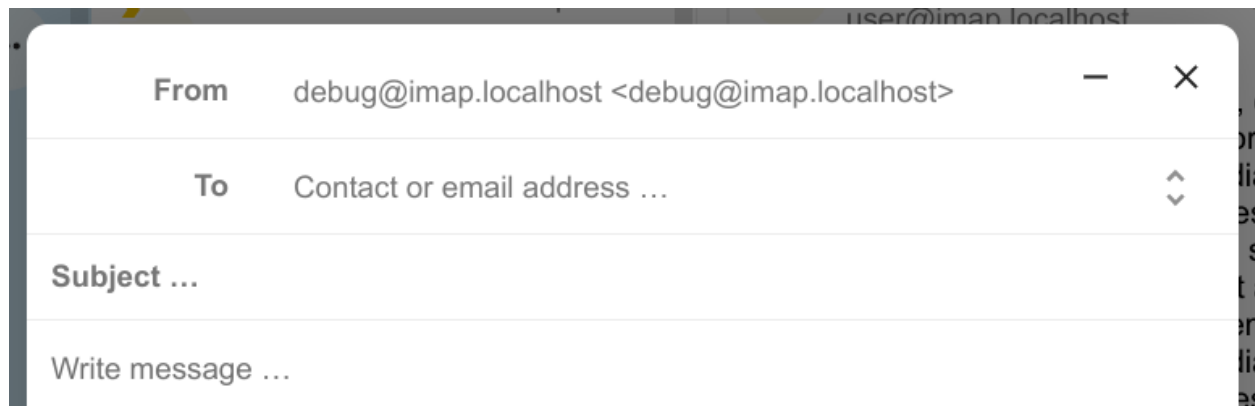 user@imap.localhost
From debug@imap.localhost <debug@imap.localhost>
To Contact or email address …
Subject …
Write message …